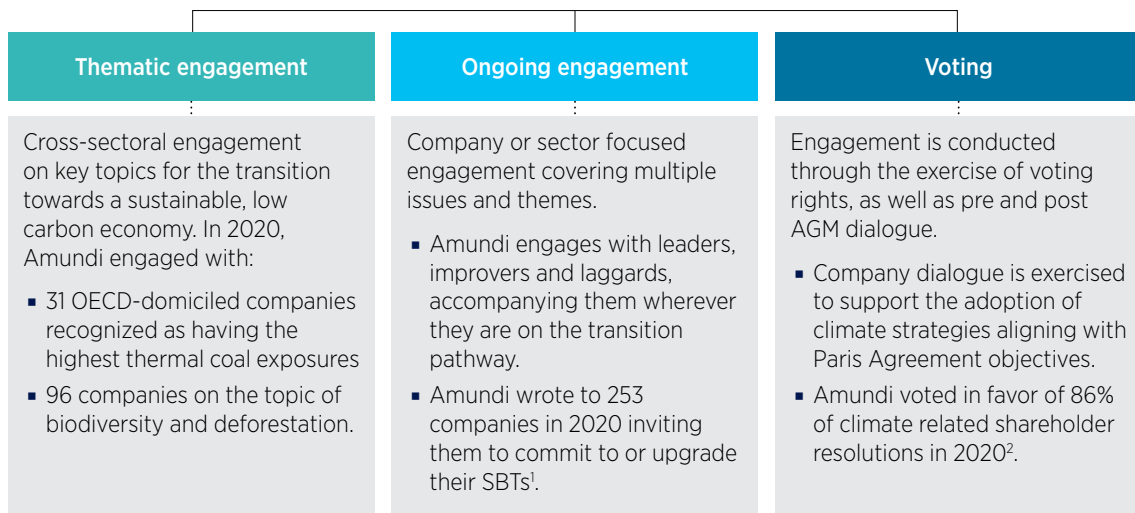 Thematic engagement
Cross-sectoral engagement
on key topics for the transition
towards a sustainable, low
carbon economy. In 2020,
Amundi engaged with:
▪ 31 OECD-domiciled companies
recognized as having the
highest thermal coal exposures
▪ 96 companies on the topic of
biodiversity and deforestation.
Ongoing engagement
Company or sector focused
engagement covering multiple
issues and themes.
▪ Amundi engages with leaders,
improvers and laggards,
accompanying them wherever
they are on the transition
pathway.
▪ Amundi wrote to 253
companies in 2020 inviting
them to commit to or upgrade
their SBTs¹.
Voting
Engagement is conducted
through the exercise of voting
rights, as well as pre and post
AGM dialogue.
▪ Company dialogue is exercised
to support the adoption of
climate strategies aligning with
Paris Agreement objectives.
▪ Amundi voted in favor of 86%
of climate related shareholder
resolutions in 2020².